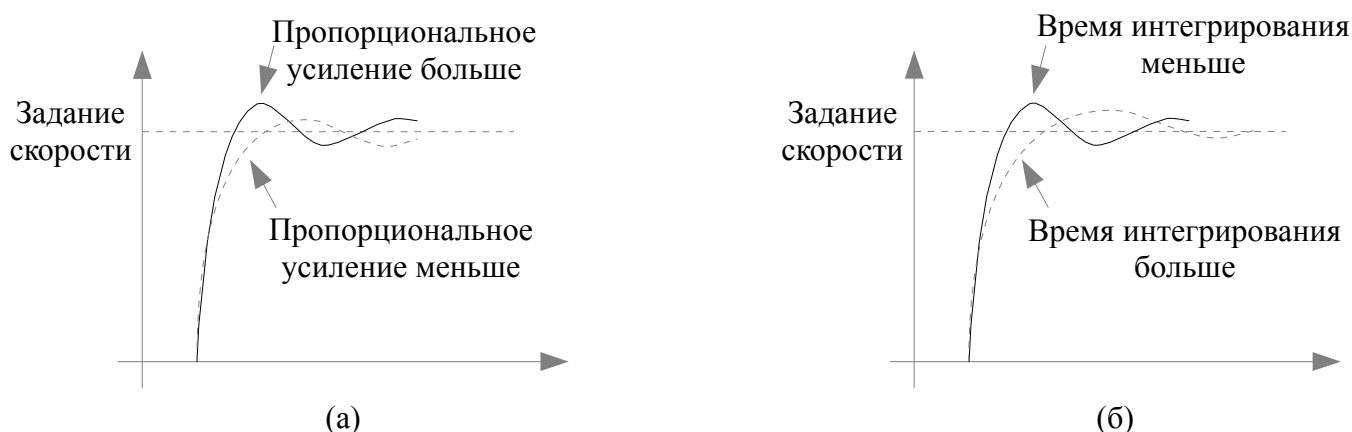 Пропорциональное
усиление больше
Задание
скорости
Пропорциональное
усиление меньше
(а)
Время интегрирования
меньше
Задание
скорости
Время интегрирования
больше
(б)